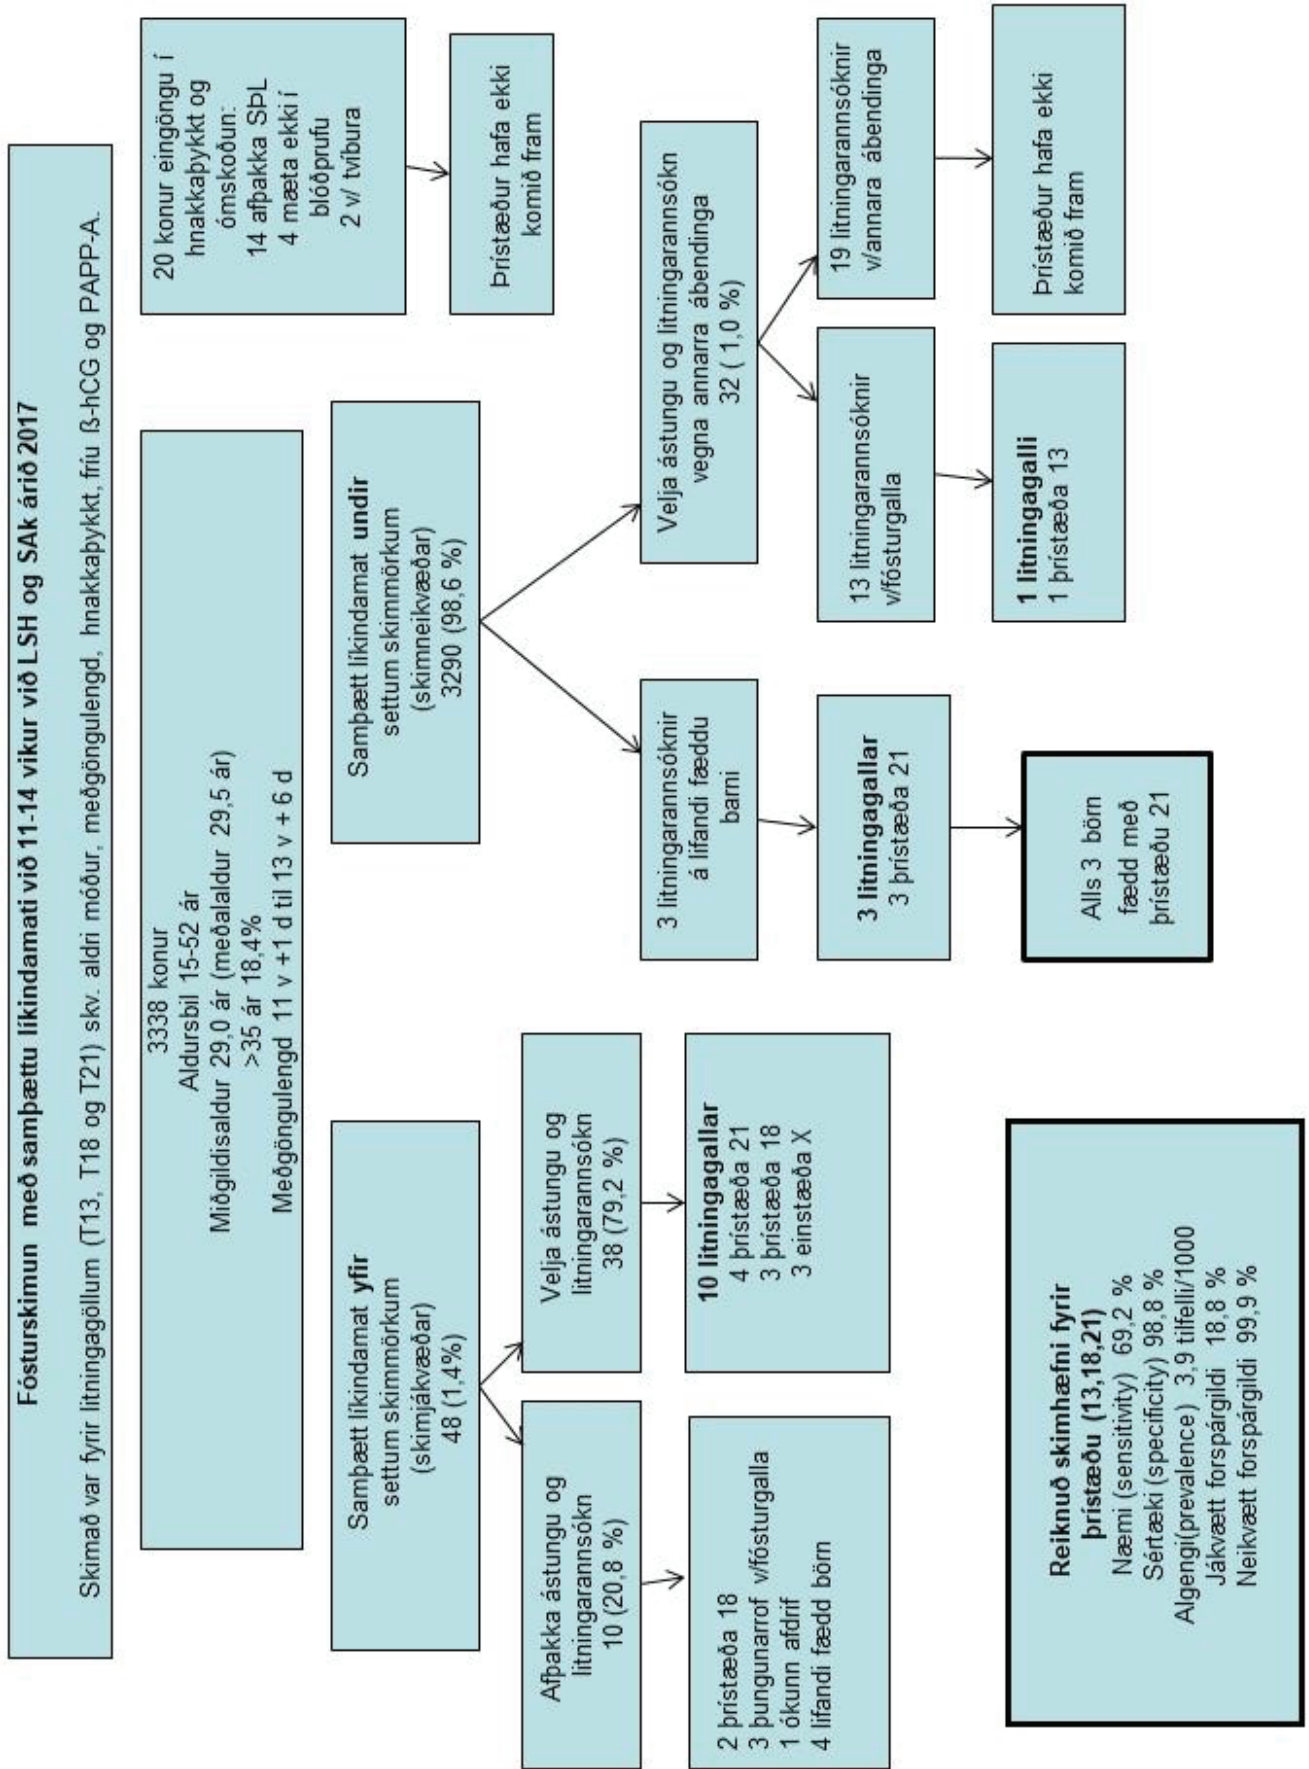 Fósturskimun með samþættu líkindamati við 11-14 vikur við LSH og SAk árið 2017
Skimað var fyrir litningagöllum (T13, T18 og T21) skv. aldri móður, meðgöngulengd, hnakkaþykkt, fríu ß-hCG og PAPP-A.
3338 konur
Aldursbil 15-52 ár
Miðgildisaldur 29,0 ár (meðalaldur 29,5 ár)
>35 ár 18,4%
Meðgöngulengd 11 v +1 d til 13 v + 6 d
20 konur eingöngu í
hnakkaþykkt og
ómskoðun:
14 afþakka SÞL
4 mæta ekki í
blóðprufu
2 v/ tvíbura
Þrístæður hafa ekki
komið fram
Samþætt líkindamat yfir
settum skimmörkum
(skimjákvæðar)
48 (1,4%)
Samþætt líkindamat undir
settum skimmörkum
(skimneikvæðar)
3290 (98,6 %)
Afþakka ástungu og
litningarannsókn
10 (20,8 %)
Velja ástungu og
litningarannsókn
38 (79,2 %)
2 þrístæða 18
3 þungunarrof v/fósturgalla
1 ókunn afdrif
4 lifandi fædd börn
10 litningagallar
4 þrístæða 21
3 þrístæða 18
3 einstæða X
3 litningarannsóknir
á lifandi fæddu
barni
Velja ástungu og litningarannsókn
vegna annarra ábendinga
32 ( 1,0 %)
3 litningagallar
3 þrístæða 21
13 litningarannsóknir
v/fósturgalla
19 litningarannsóknir
v/annara ábendinga
Alls 3 börn
fædd með
þrístæðu 21
1 litningagalli
1 þrístæða 13
Þrístæður hafa ekki
komið fram
Reiknuð skimhæfni fyrir
þrístæðu (13,18,21)
Næmi (sensitivity) 69,2 %
Sértæki (specificity) 98,8 %
Algengi(prevalence) 3,9 tilfelli/1000
Jákvætt forspárgildi 18,8 %
Neikvætt forspárgildi 99,9 %